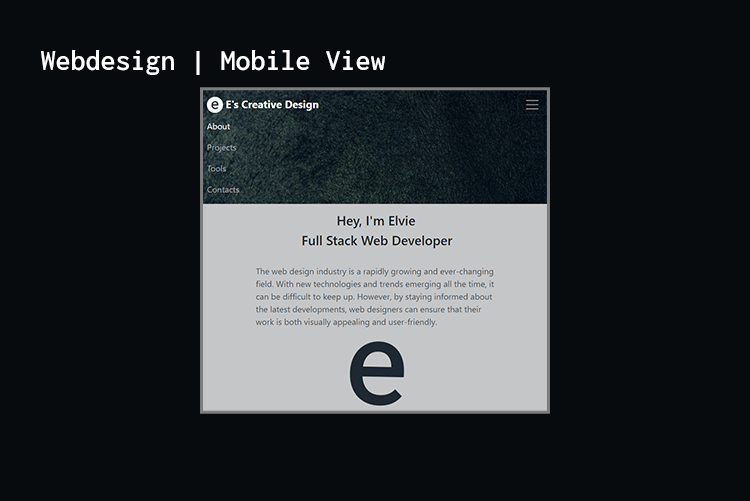 Webdesign | Mobile View
e E's Creative Design
About
Projects
Tools
Contacts
Hey, I'm Elvie
Full Stack Web Developer
The web design industry is a rapidly growing and ever-changing
field. With new technologies and trends emerging all the time, it
can be difficult to keep up. However, by staying informed about
the latest developments, web designers can ensure that their
work is both visually appealing and user-friendly.
e